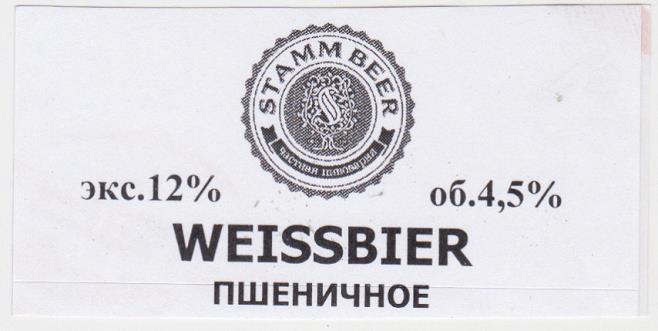 STAMM BEER
частная пивоварня
экс.12%
об.4,5%
WEISSBIER
ПШЕНИЧНОЕ